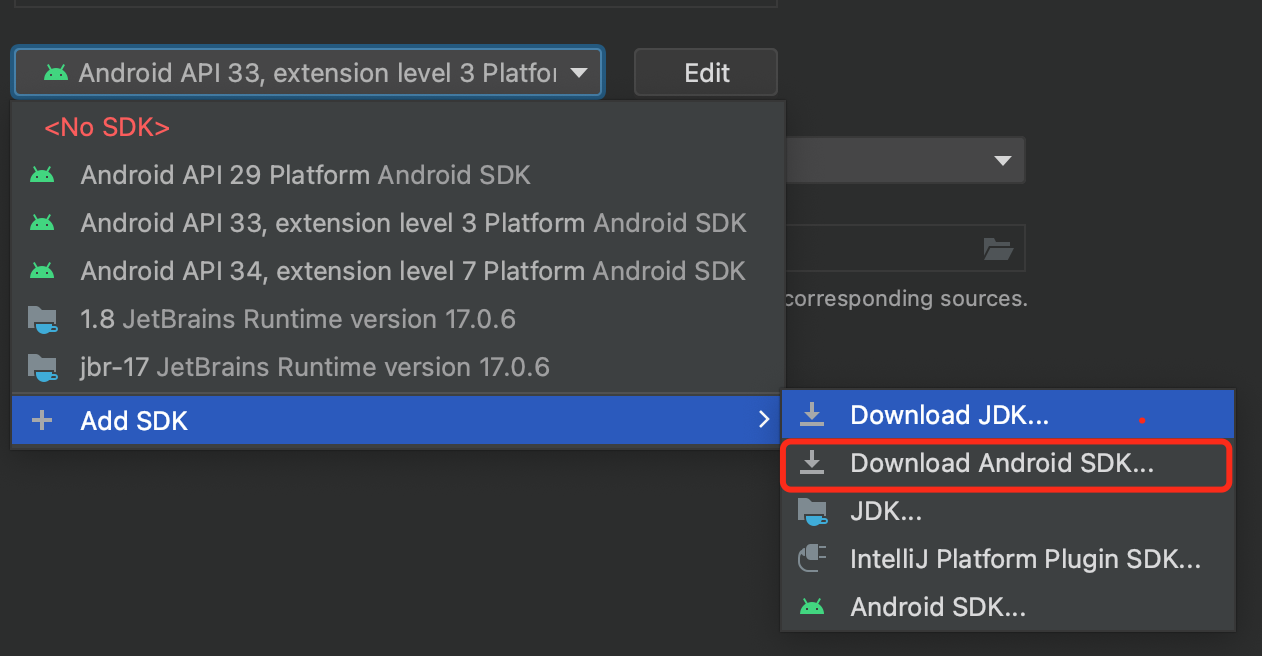 Android API 33, extension level 3 Platfor
Edit
<No SDK>
Android API 29 Platform Android SDK
Android API 33, extension level 3 Platform Android SDK
Android API 34, extension level 7 Platform Android SDK
corresponding sources.
1.8 JetBrains Runtime version 17.0.6
jbr-17 JetBrains Runtime version 17.0.6
Add SDK
Download JDK...
Download Android SDK...
JDK...
IntelliJ Platform Plugin SDK...
Android SDK...